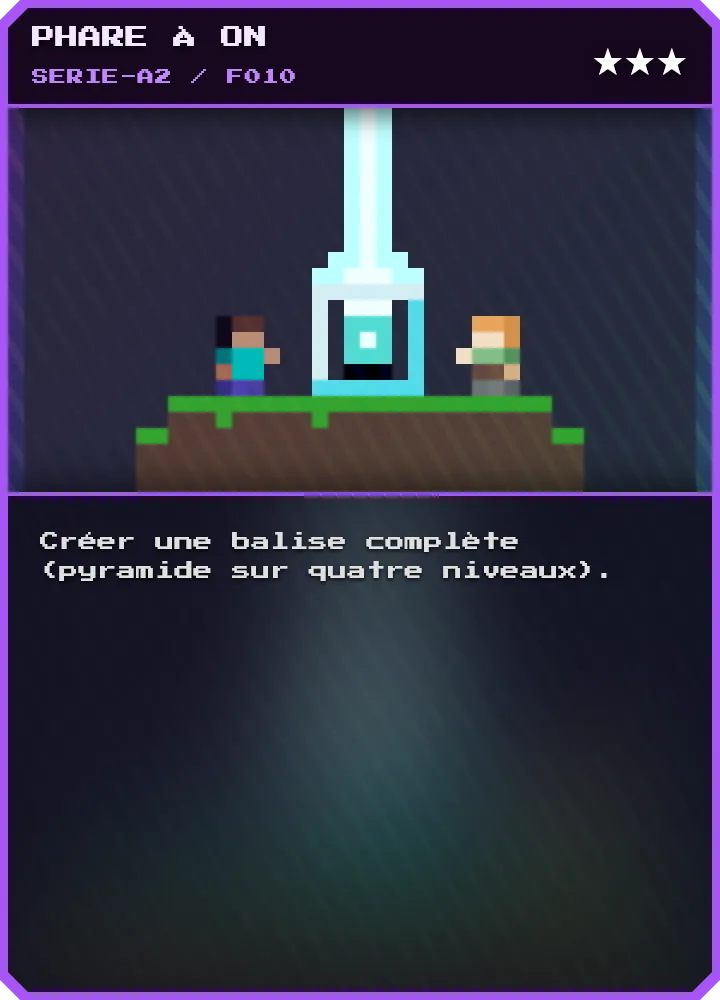 PHARE À ON
SERIE-A2 / F010
★★★
Créer une balise complète
(pyramide sur quatre niveaux).